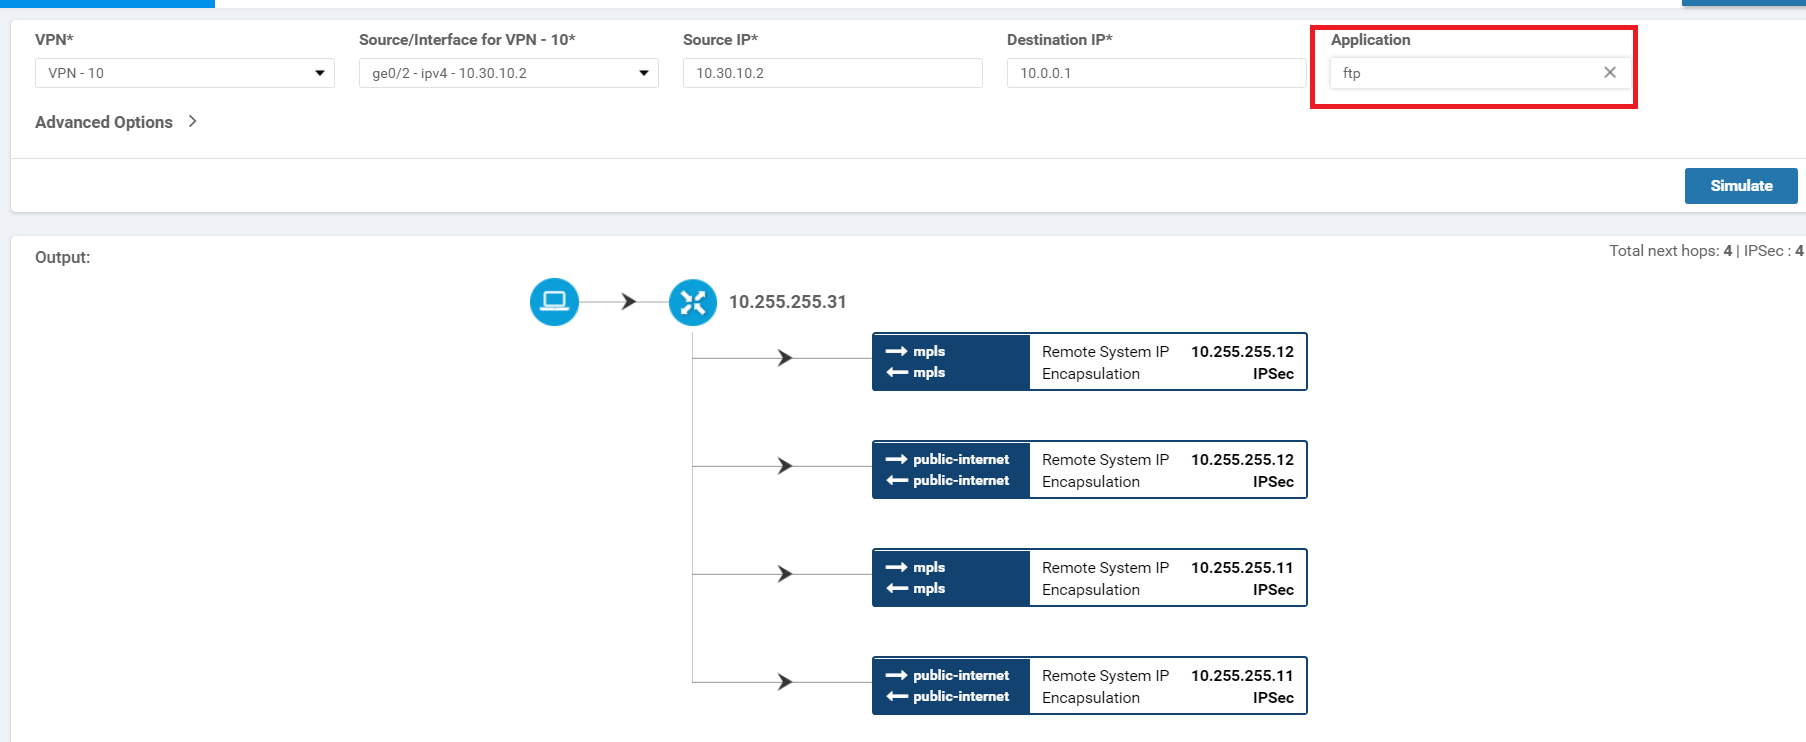 VPN*
Source/Interface for VPN - 10*
Source IP*
Destination IP*
Application
VPN - 10
ge0/2 - ipv4 - 10.30.10.2
10.30.10.2
10.0.0.1
ftp
Advanced Options
Simulate
Output:
Total next hops: 4 | IPSec : 4
10.255.255.31
mpls
mpls
Remote System IP 10.255.255.12
Encapsulation IPSec
public-internet
public-internet
Remote System IP 10.255.255.12
Encapsulation IPSec
mpls
mpls
Remote System IP 10.255.255.11
Encapsulation IPSec
public-internet
public-internet
Remote System IP 10.255.255.11
Encapsulation IPSec